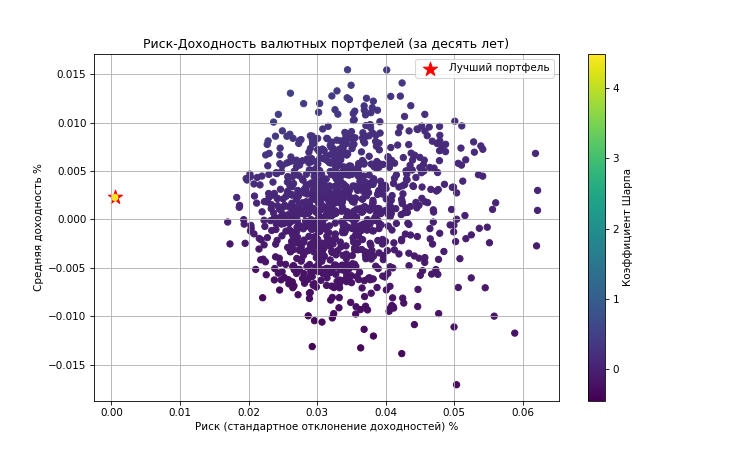 Риск-Доходность валютных портфелей (за десять лет)
Лучший портфель
Средняя доходность %
0.015
0.010
0.005
0.000
−0.005
−0.010
−0.015
0.00 0.01 0.02 0.03 0.04 0.05 0.06
Риск (стандартное отклонение доходностей) %
4
3
2
1
0
Коэффициент Шарпа